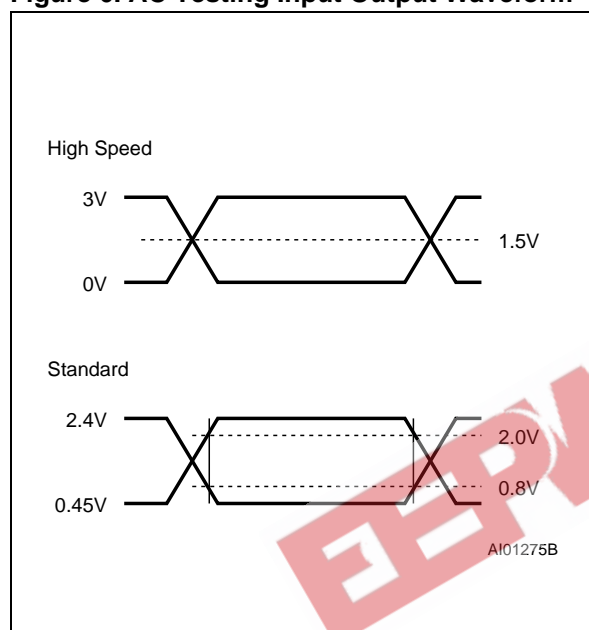 Figure 6. AC Testing Input Output Waveform
High Speed
3V
1.5V
0V
Standard
2.4V
2.0V
0.8V
0.45V
AI01275B
EEPW